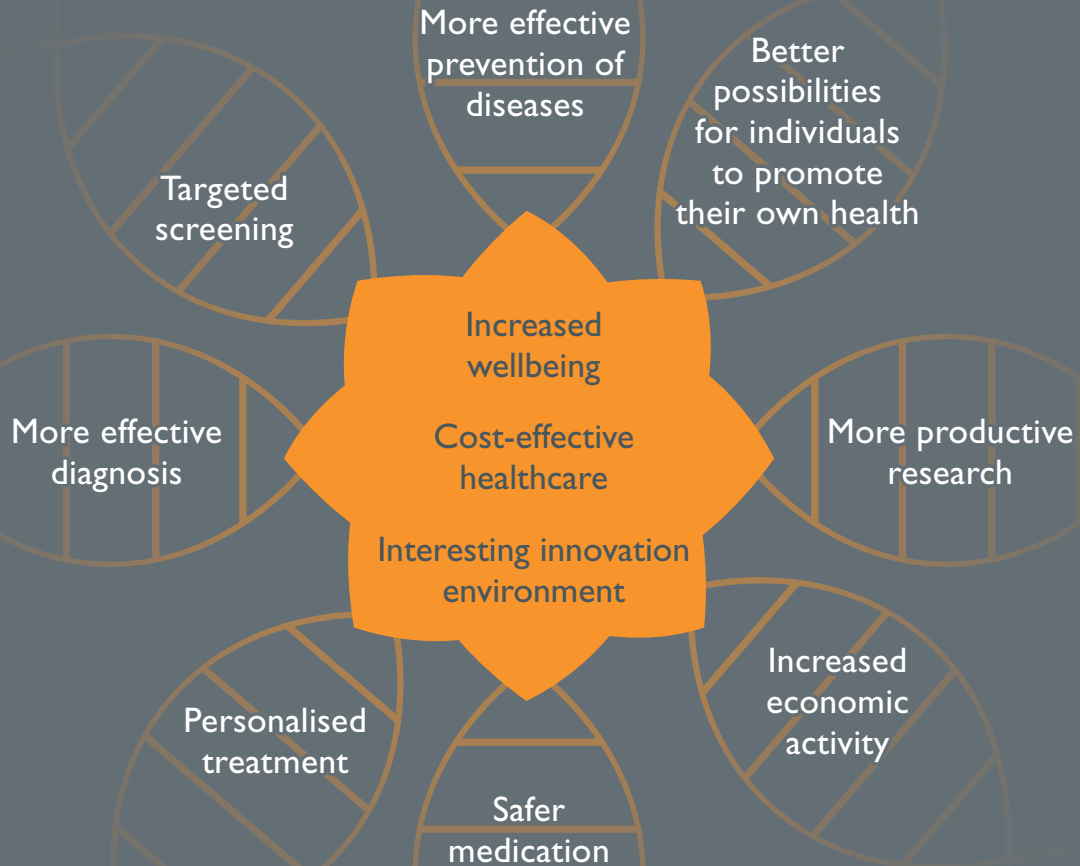 More effective
prevention of
diseases
Better
possibilities
for individuals
to promote
their own health
Targeted
screening
Increased
wellbeing
Cost-effective
healthcare
Interesting innovation
environment
More effective
diagnosis
More productive
research
Personalised
treatment
Increased
economic
activity
Safer
medication